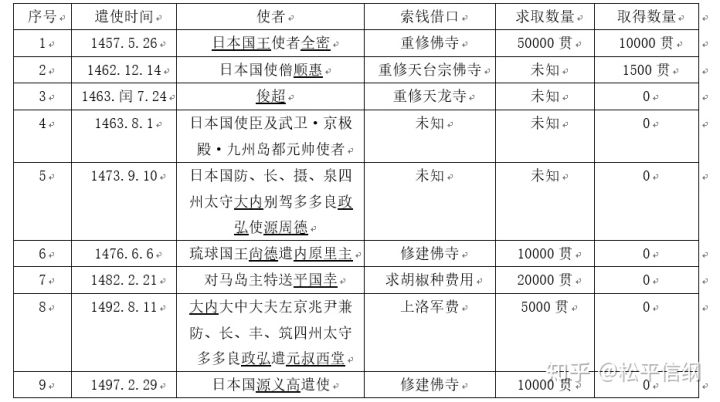 序号 遣使时间 使者 索钱借口 求取数量 取得数量
1 1457.5.26 日本国王使者全密 重修佛寺 50000 贯 10000 贯
2 1462.12.14 日本国使僧顺惠 重修天台宗佛寺 未知 1500 贯
3 1463.闰 7.24 俊超 重修天龙寺 未知 0
4 1463.8.1 日本国使臣及武卫·京极 未知 未知 0
殿·九州岛都元帅使者
5 1473.9.10 日本国防、长、摄、泉四 未知 未知 0
州太守大内别驾多多良政
弘使源周德
6 1476.6.6 琉球国王尚德遣内原里主 修建佛寺 10000 贯 0
7 1482.2.21 对马岛主特送平国幸 求胡椒种费用 20000 贯 0
8 1492.8.11 大内大中大夫左京兆尹兼 上洛军费 5000 贯 0
防、长、丰、筑四州太守
多多良政弘遣元叔西堂
9 1497.2.29 日本国源义高遣使 修建佛寺 10000 贯 0
知乎 @松平信纲